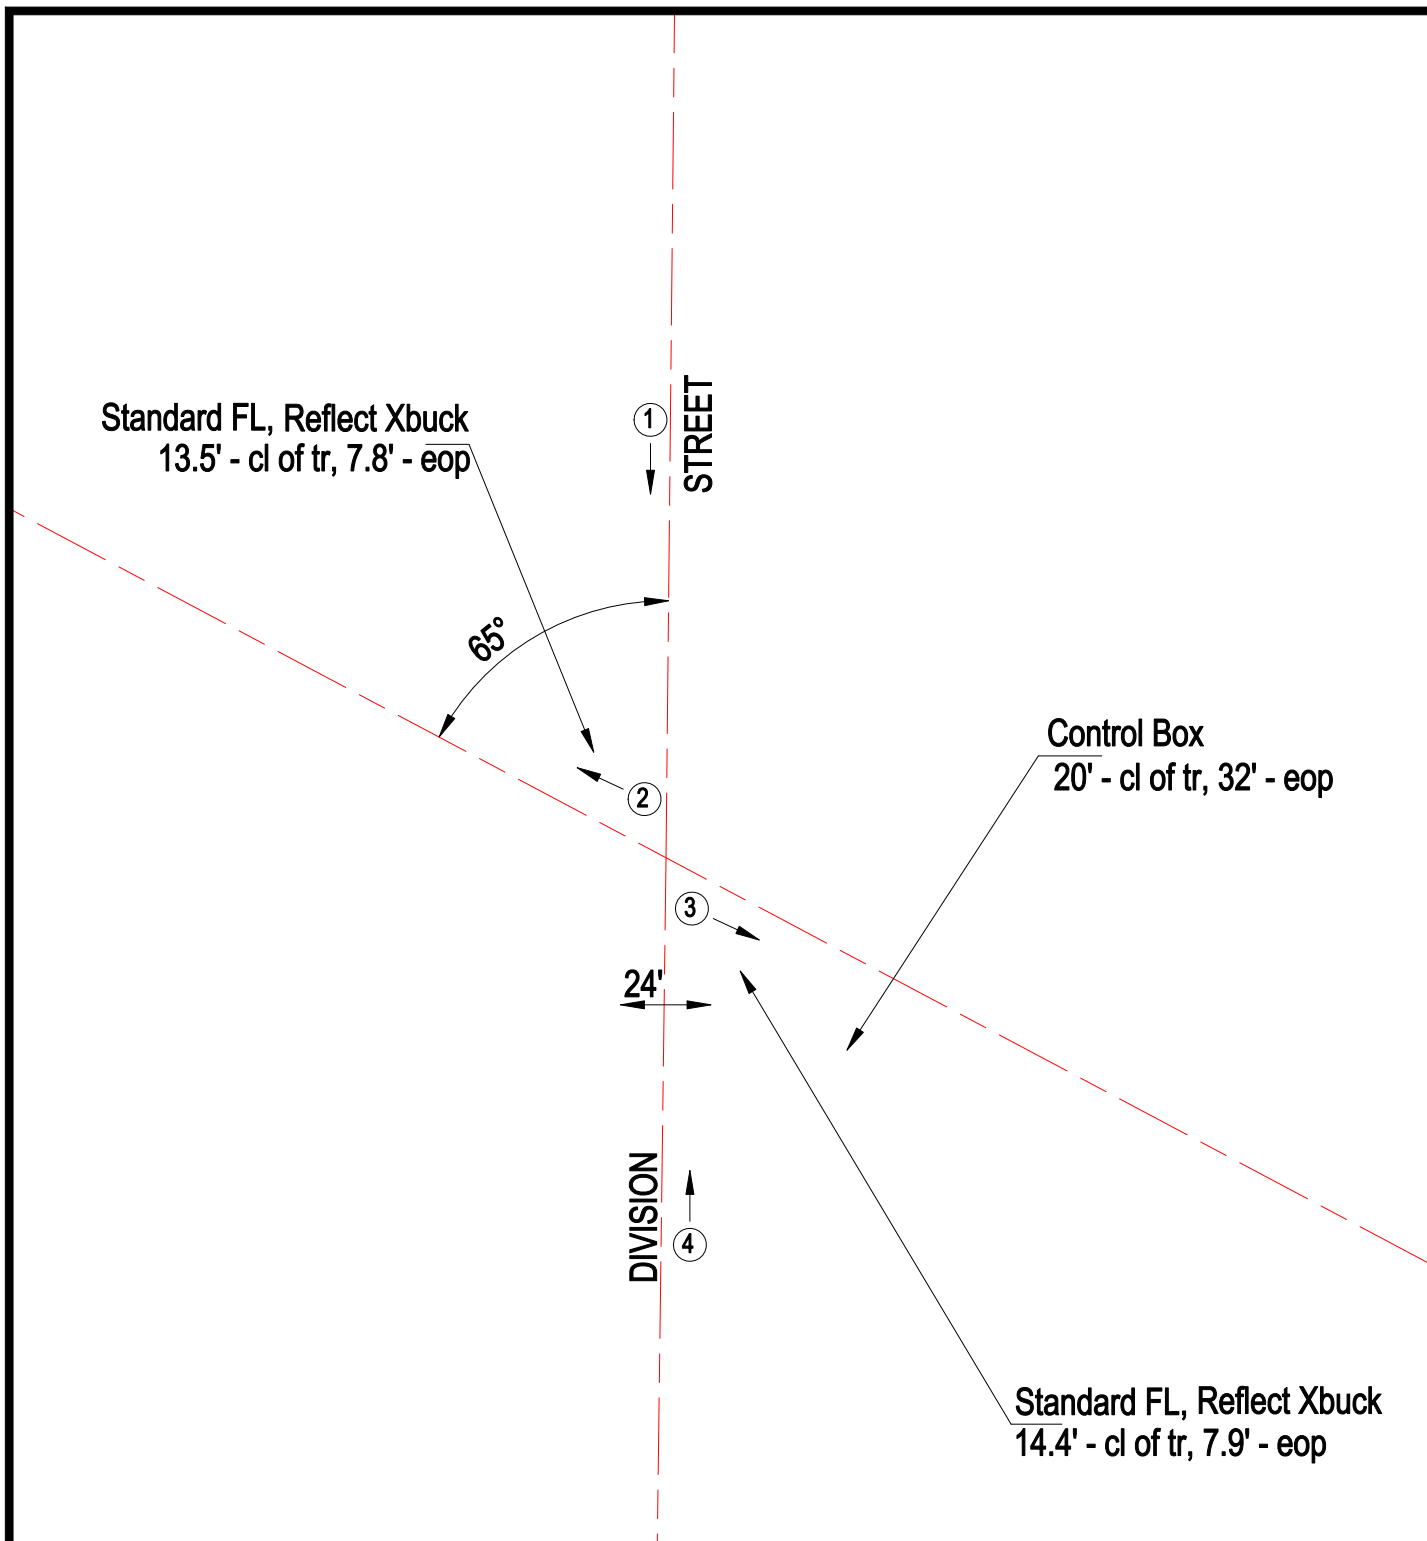 STREET
1
Standard FL, Reflect Xbuck
13.5' - cl of tr, 7.8' - eop
65°
Control Box
20' - cl of tr, 32' - eop
2
3
24'
DIVISION
4
Standard FL, Reflect Xbuck
14.4' - cl of tr, 7.9' - eop